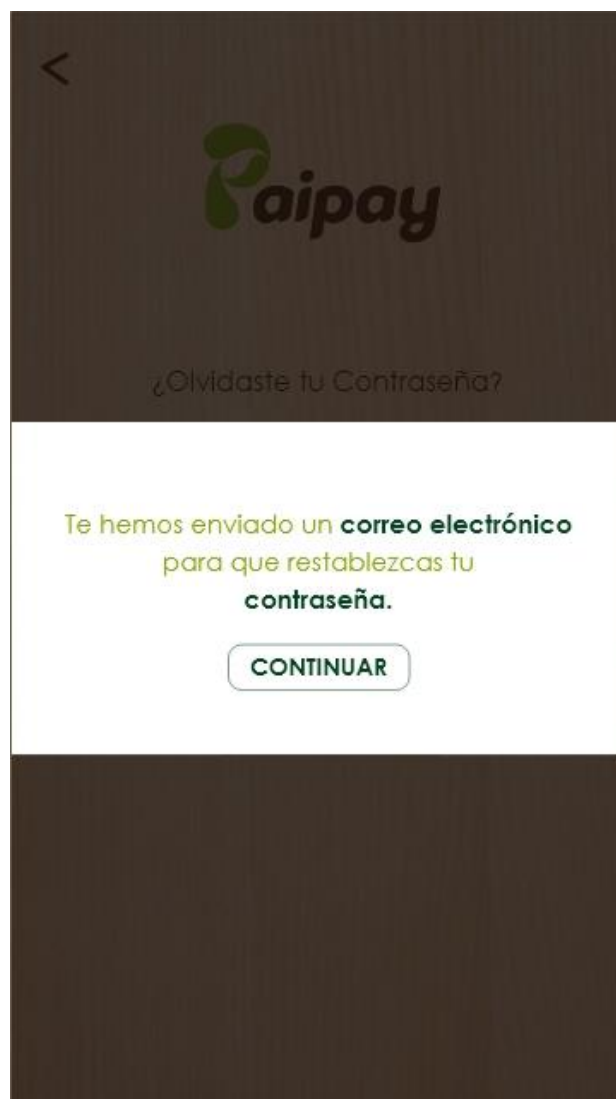 <
Paipay
¿Olvidaste tu Contraseña?
Te hemos enviado un correo electrónico
para que restablezcas tu
contraseña.
CONTINUAR